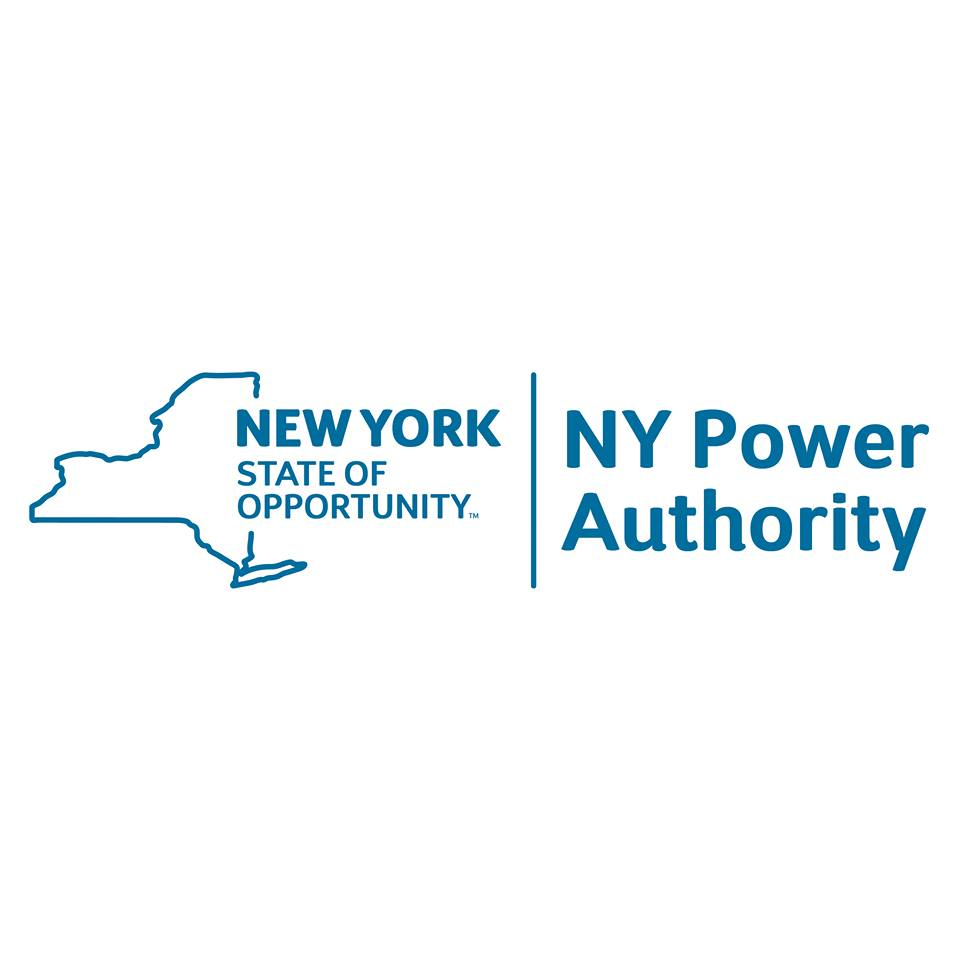 NEW YORK
STATE OF
OPPORTUNITY™
NY Power
Authority